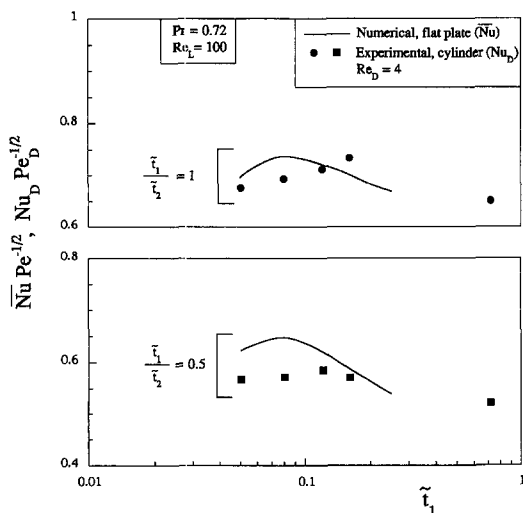 1
Pr = 0.72
Re_L = 100
Numerical, flat plate (N̅u̅)
Experimental, cylinder (Nu_D)
Re_D = 4
0.8
t̃₁ / t̃₂ = 1
0.6
N̅u̅ Pe^{-1/2}, Nu_D Pe_D^{-1/2}
0.8
t̃₁ / t̃₂ = 0.5
0.6
0.4
0.01 0.1 1
t̃₁